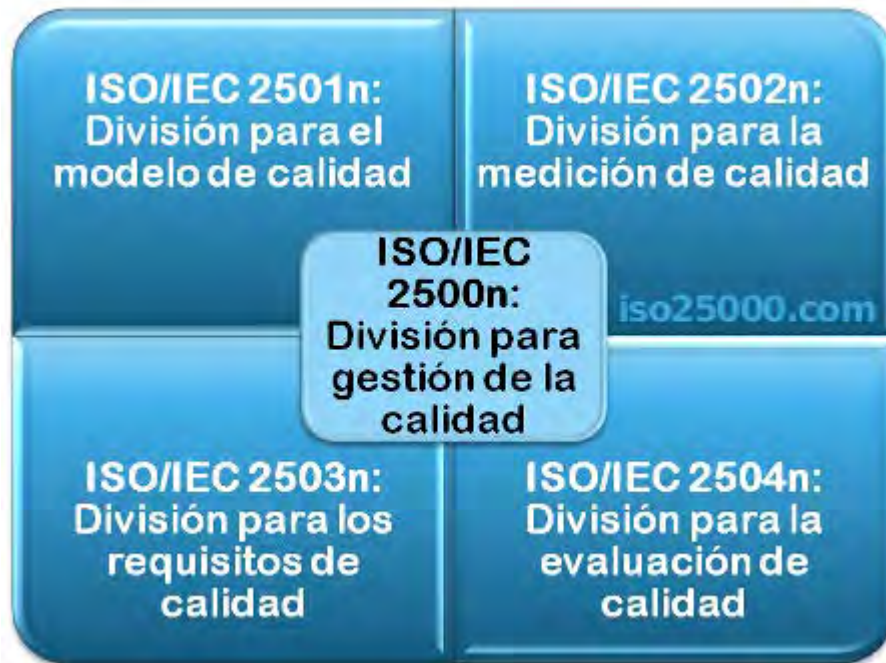 ISO/IEC 2501n:
División para el
modelo de calidad
ISO/IEC 2502n:
División para la
medición de calidad
ISO/IEC
2500n:
División para
gestión de la
calidad
iso25000.com
ISO/IEC 2503n:
División para los
requisitos de
calidad
ISO/IEC 2504n:
División para la
evaluación de
calidad